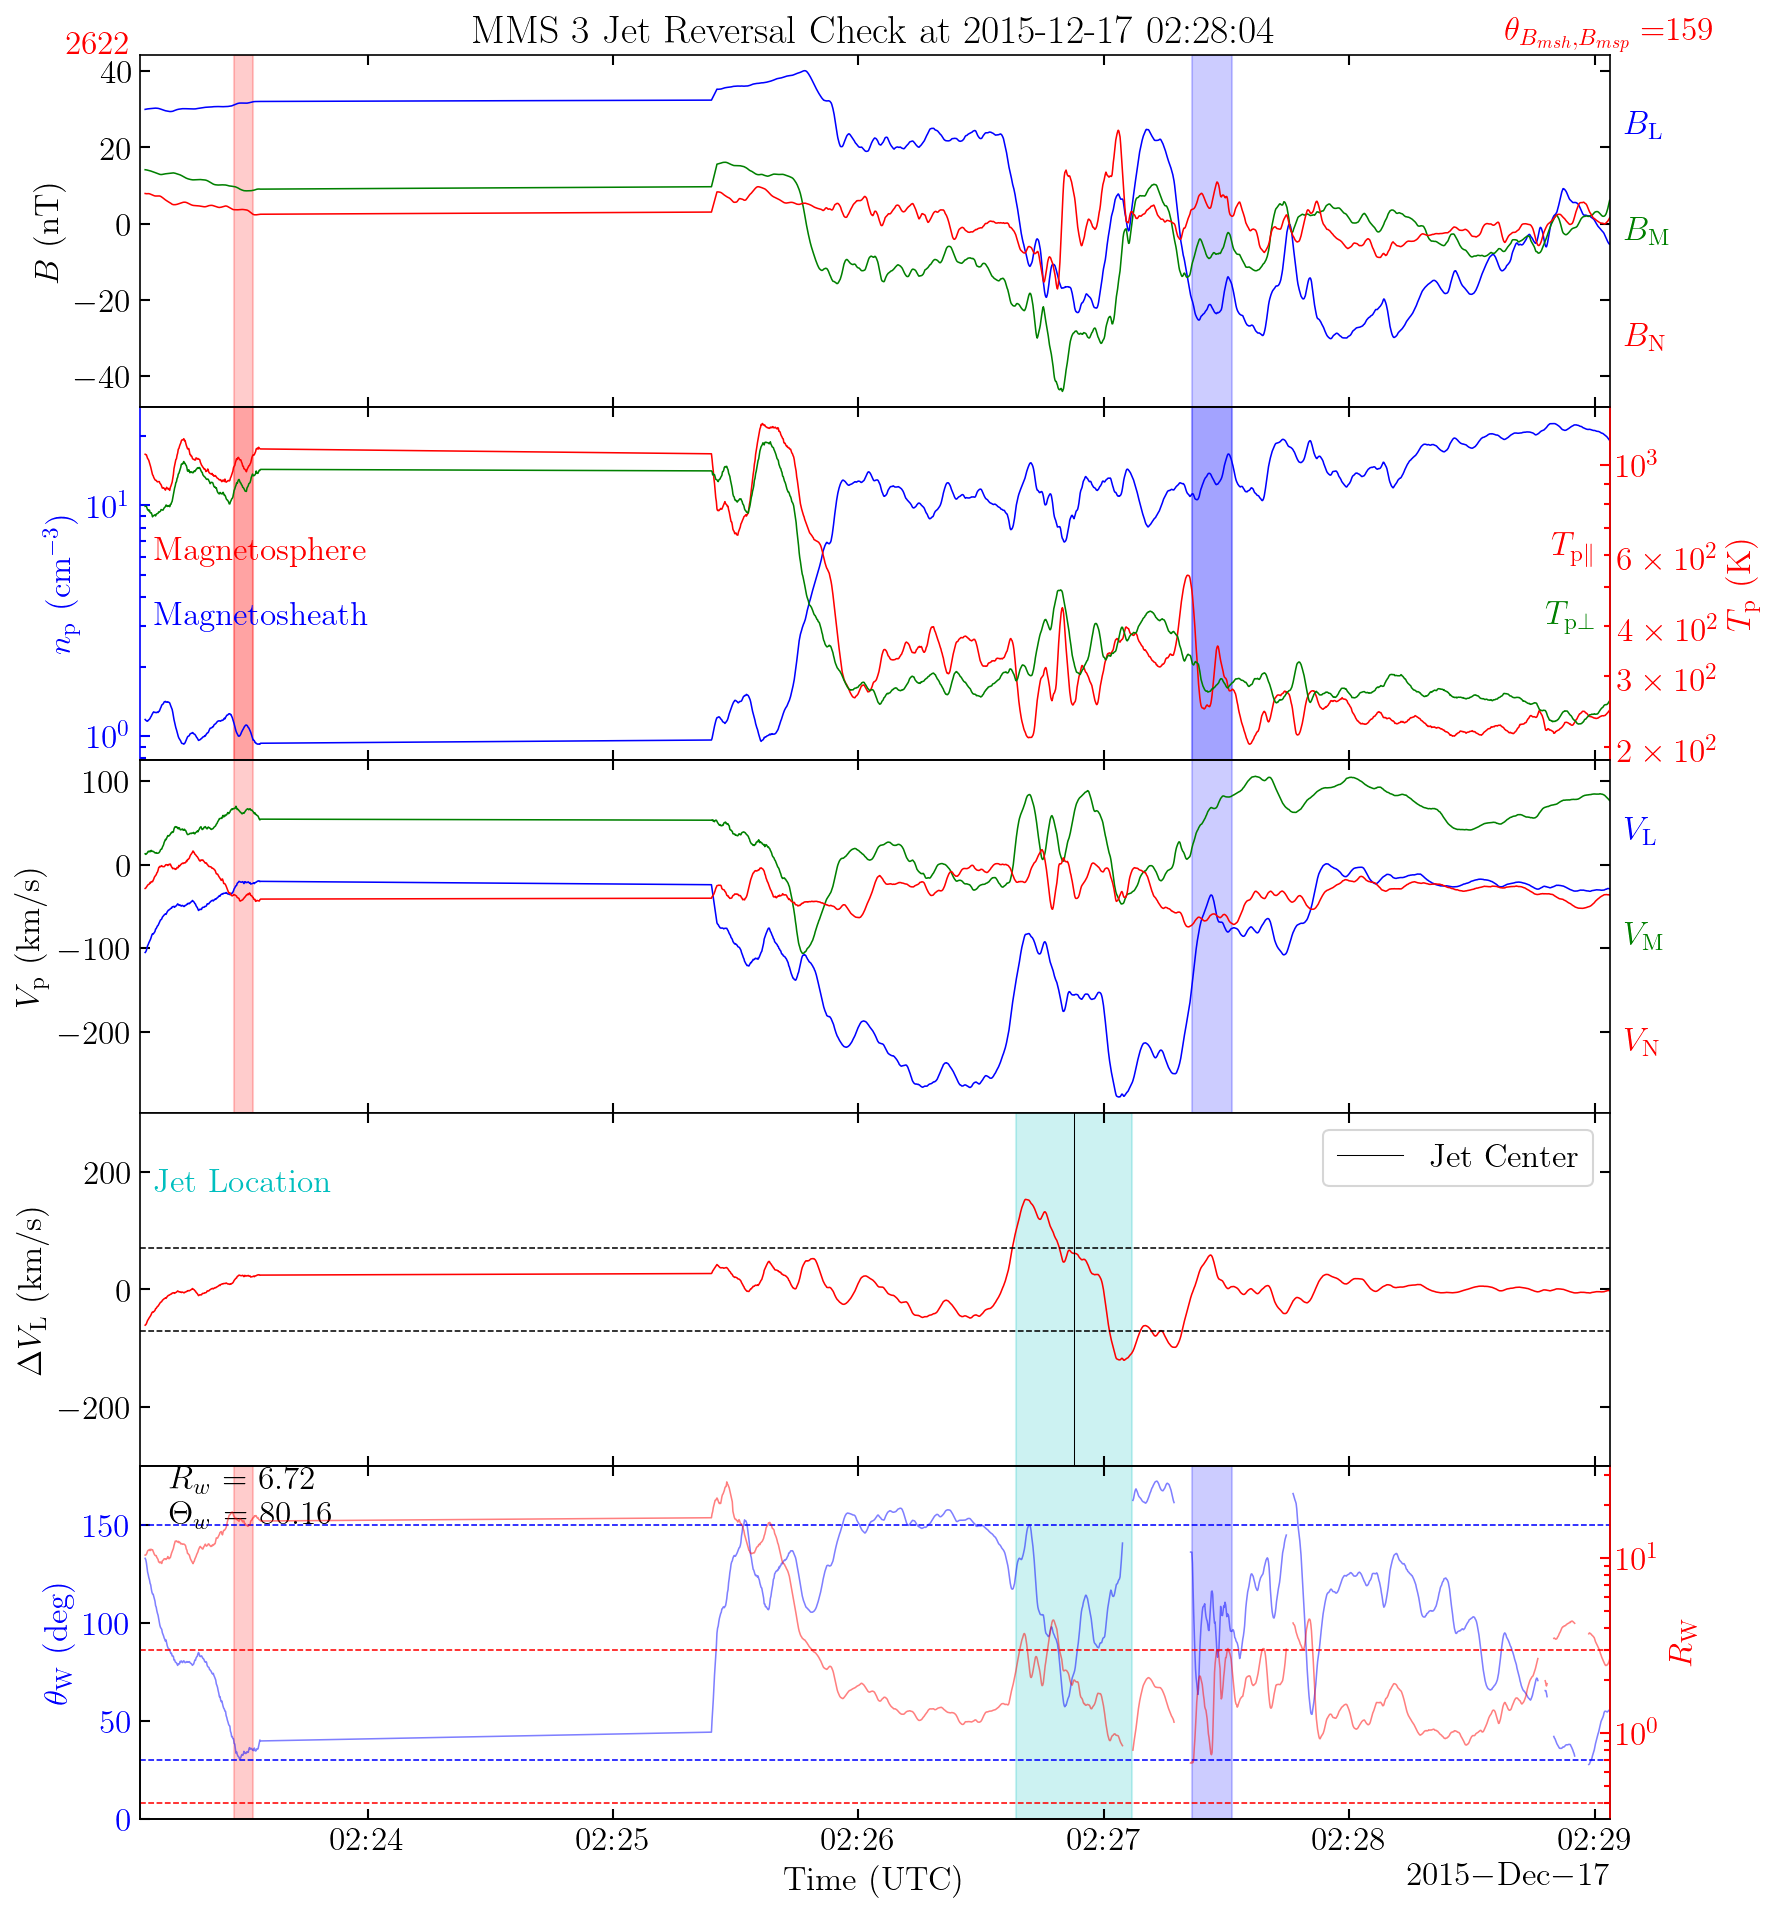 MMS 3 Jet Reversal Check at 2015-12-17 02:28:04
2622
θ_{B_{msh},B_{msp}} =159
40
20
0
−20
−40
B (nT)
B_L
B_M
B_N
10^1
10^0
n_p (cm^{−3})
Magnetosphere
Magnetosheath
T_{p∥}
T_{p⊥}
10^3
6 × 10^2
4 × 10^2
3 × 10^2
2 × 10^2
T_p (K)
100
0
−100
−200
V_p (km/s)
V_L
V_M
V_N
Jet Location
Jet Center
200
0
−200
ΔV_L (km/s)
R_w = 6.72
Θ_w = 80.16
150
100
50
0
θ_W (deg)
10^1
10^0
R_W
02:24 02:25 02:26 02:27 02:28 02:29
Time (UTC)
2015−Dec−17